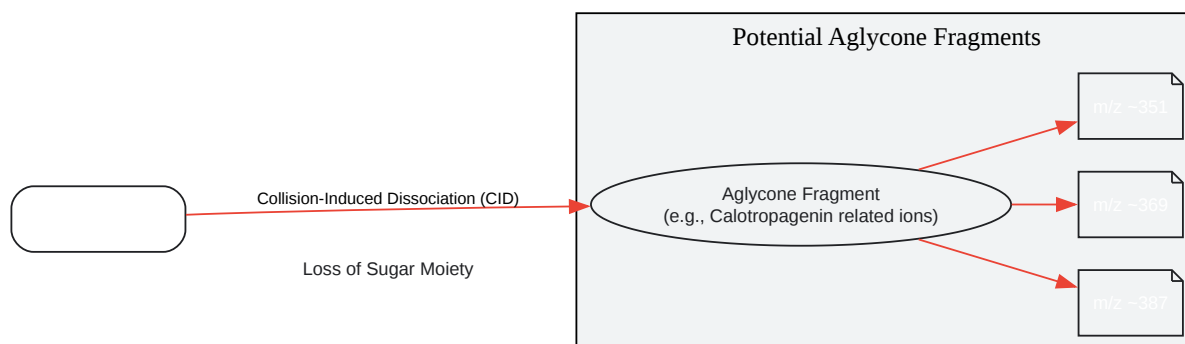 Potential Aglycone Fragments
m/z ~351
Collision-Induced Dissociation (CID)
Aglycone Fragment
(e.g., Calotropagenin related ions)
m/z ~369
Loss of Sugar Moiety
m/z ~387